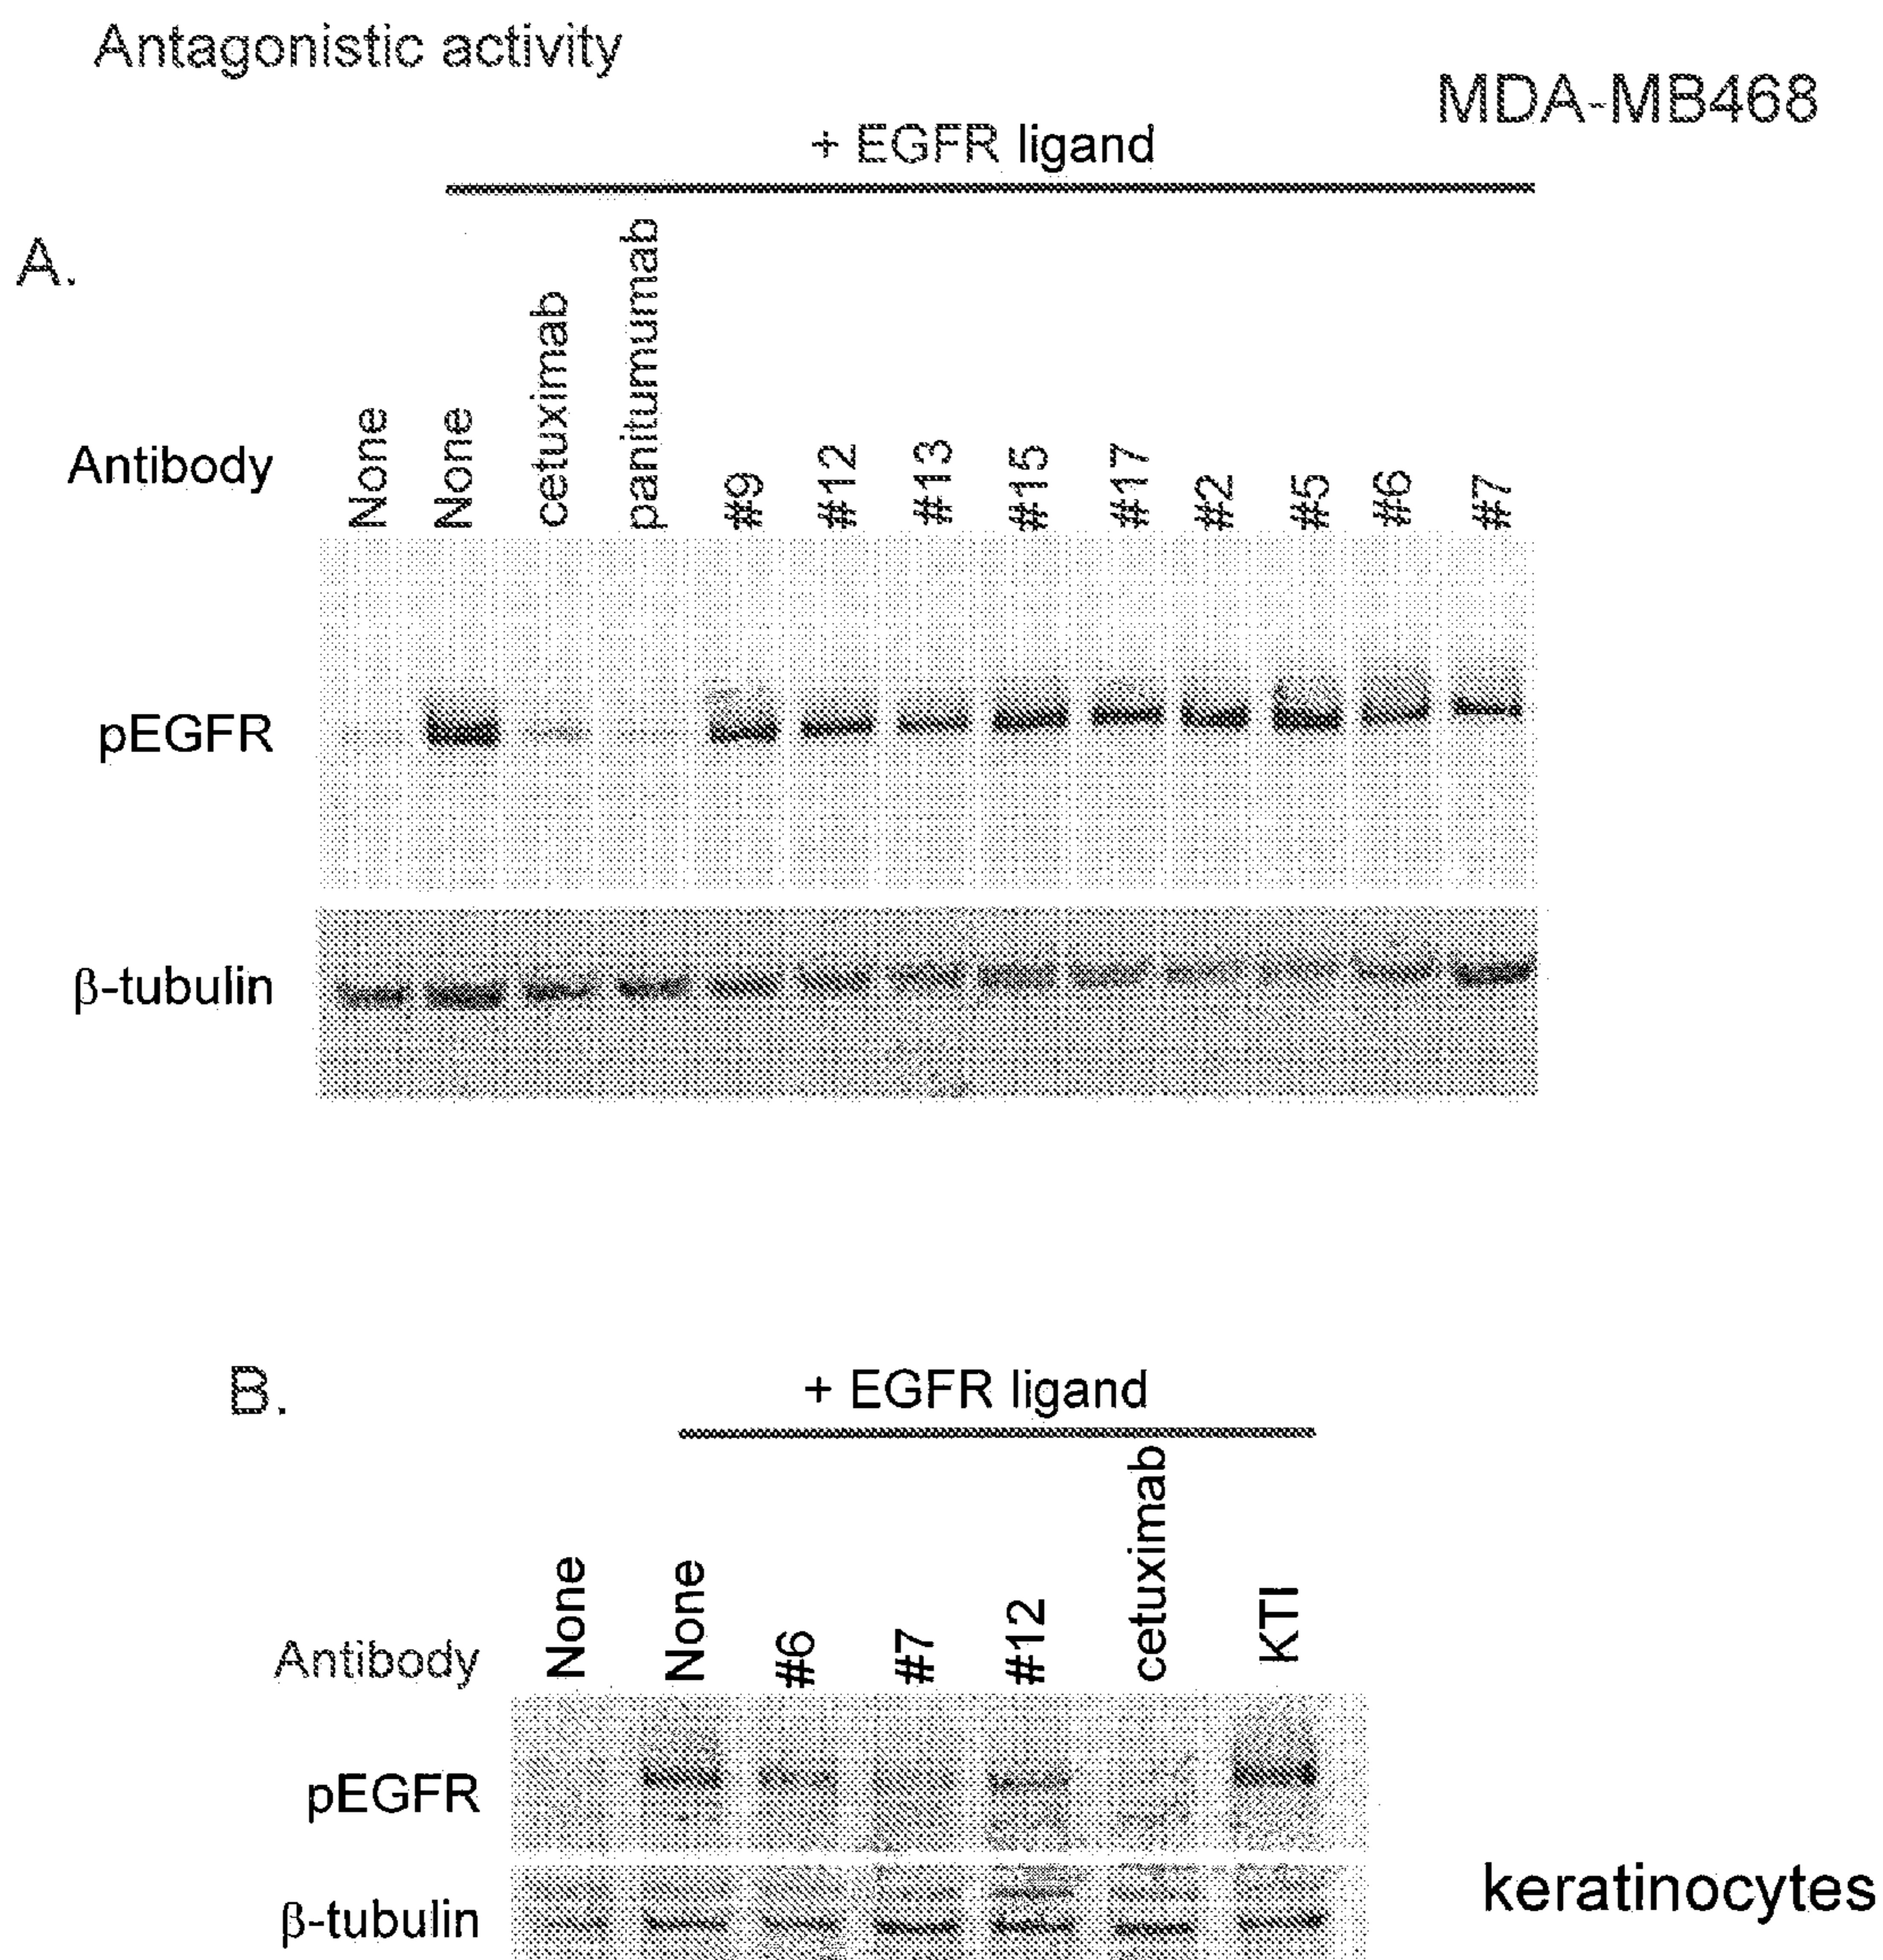 Antagonistic activity
MDA-MB468
+ EGFR ligand
A.
Antibody None None cetuximab panitumumab #9 #12 #13 #15 #17 #2 #5 #6 #7
pEGFR
β-tubulin
B.
+ EGFR ligand
Antibody None None #6 #7 #12 cetuximab KTI
pEGFR
β-tubulin
keratinocytes